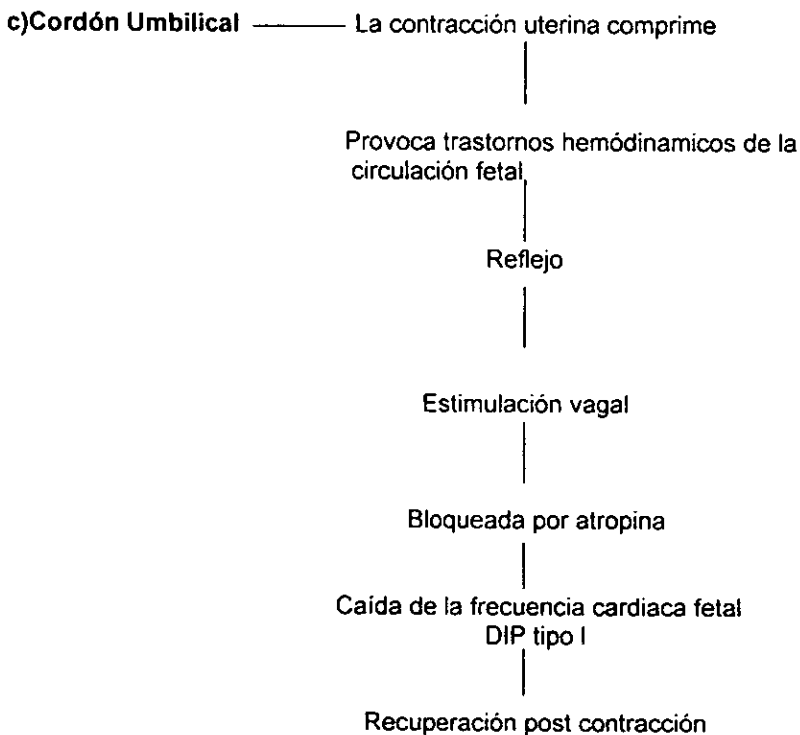 c)Cordón Umbilical La contracción uterina comprime
Provoca trastornos hemódinamicos de la
circulación fetal
Reflejo
Estimulación vagal
Bloqueada por atropina
Caída de la frecuencia cardiaca fetal
DIP tipo I
Recuperación post contracción